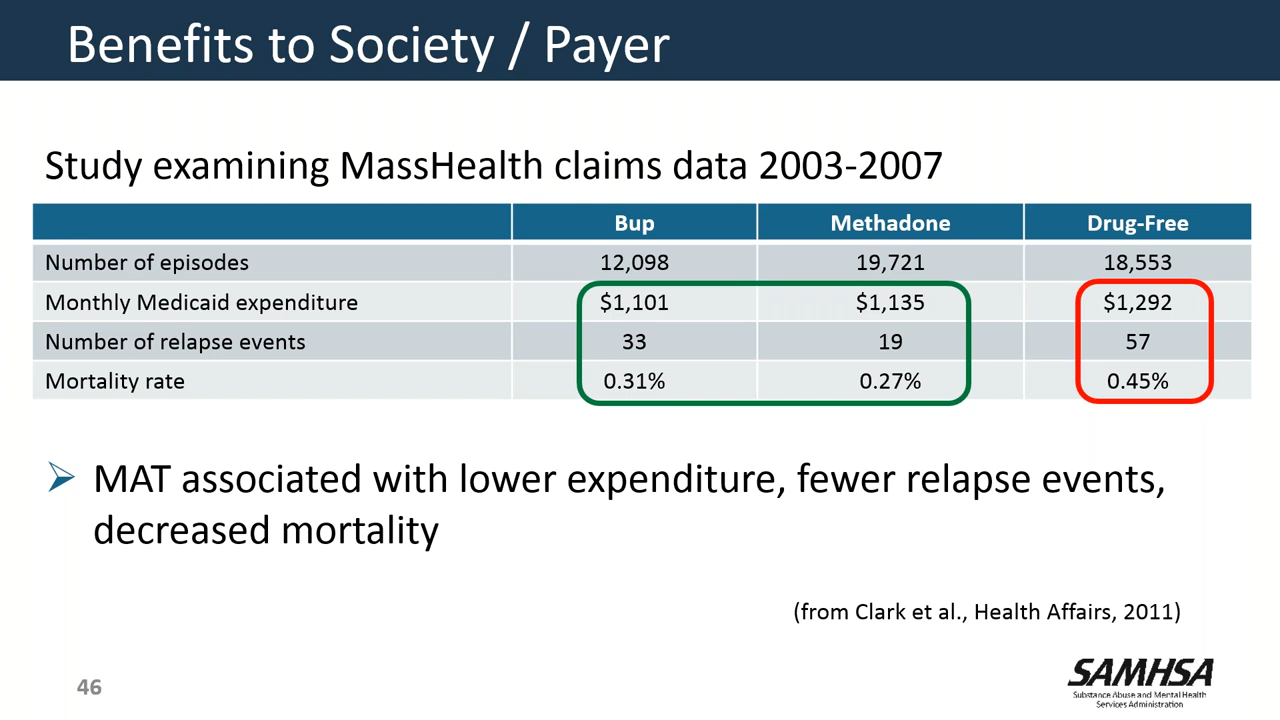 Benefits to Society / Payer
Study examining MassHealth claims data 2003-2007
Bup Methadone Drug-Free
Number of episodes 12,098 19,721 18,553
Monthly Medicaid expenditure $1,101 $1,135 $1,292
Number of relapse events 33 19 57
Mortality rate 0.31% 0.27% 0.45%
MAT associated with lower expenditure, fewer relapse events,
decreased mortality
(from Clark et al., Health Affairs, 2011)
46
SAMHSA
Substance Abuse and Mental Health
Services Administration